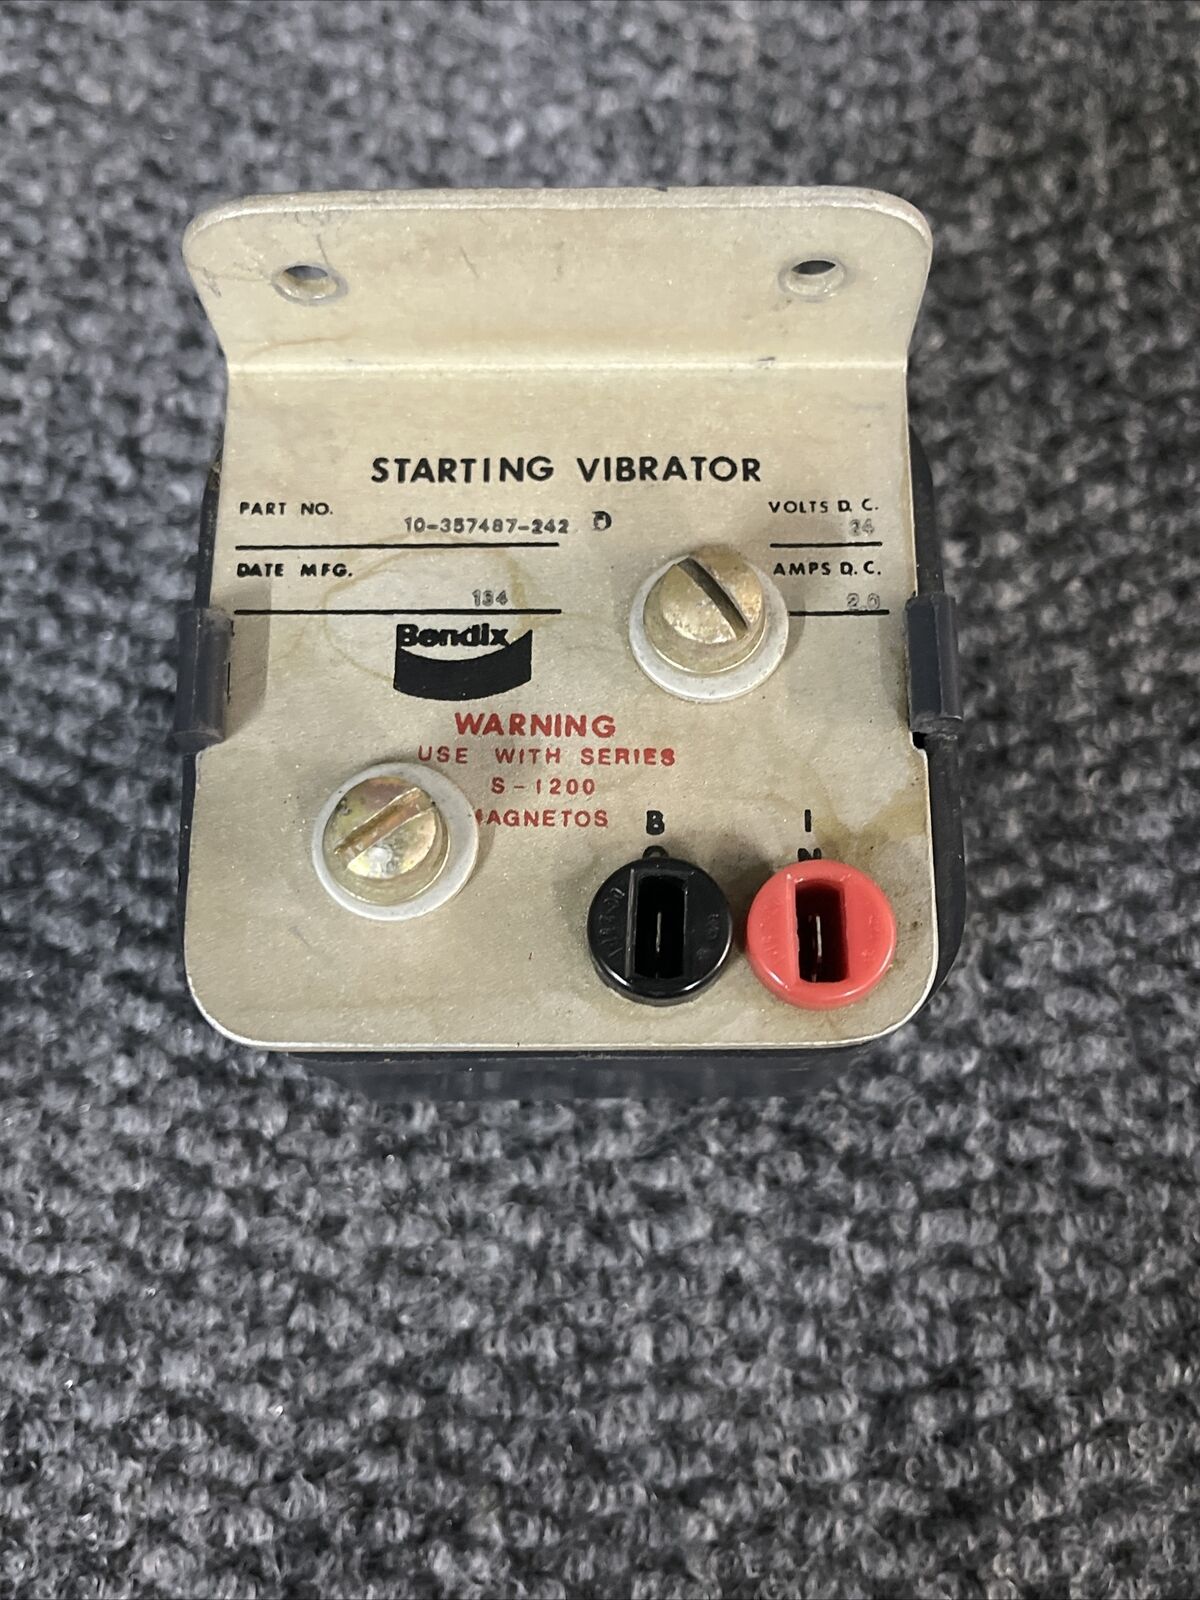 STARTING VIBRATOR
PART NO. 10-357487-242 D
VOLTS D.C. 24
DATE MFG. 134
AMPS D.C. 2.0
Bendix
WARNING
USE WITH SERIES
S-1200
MAGNETOS
B
I
N